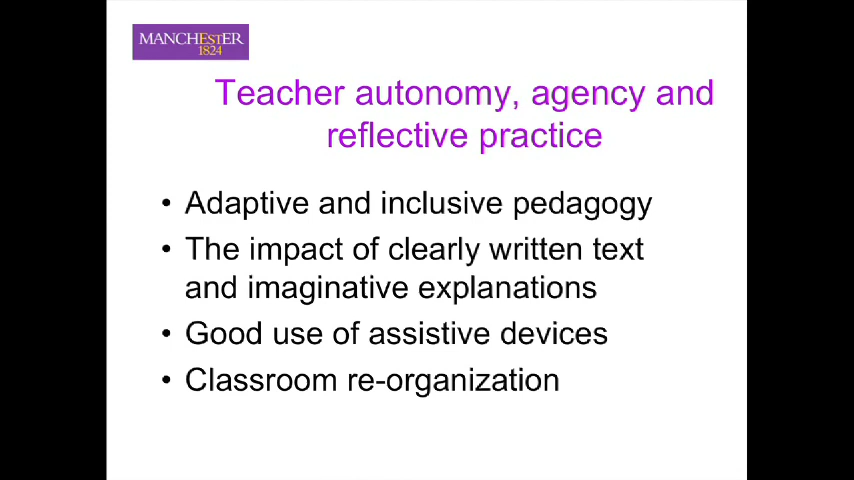 MANCHESTER
1824
Teacher autonomy, agency and
reflective practice
• Adaptive and inclusive pedagogy
• The impact of clearly written text
and imaginative explanations
• Good use of assistive devices
• Classroom re-organization